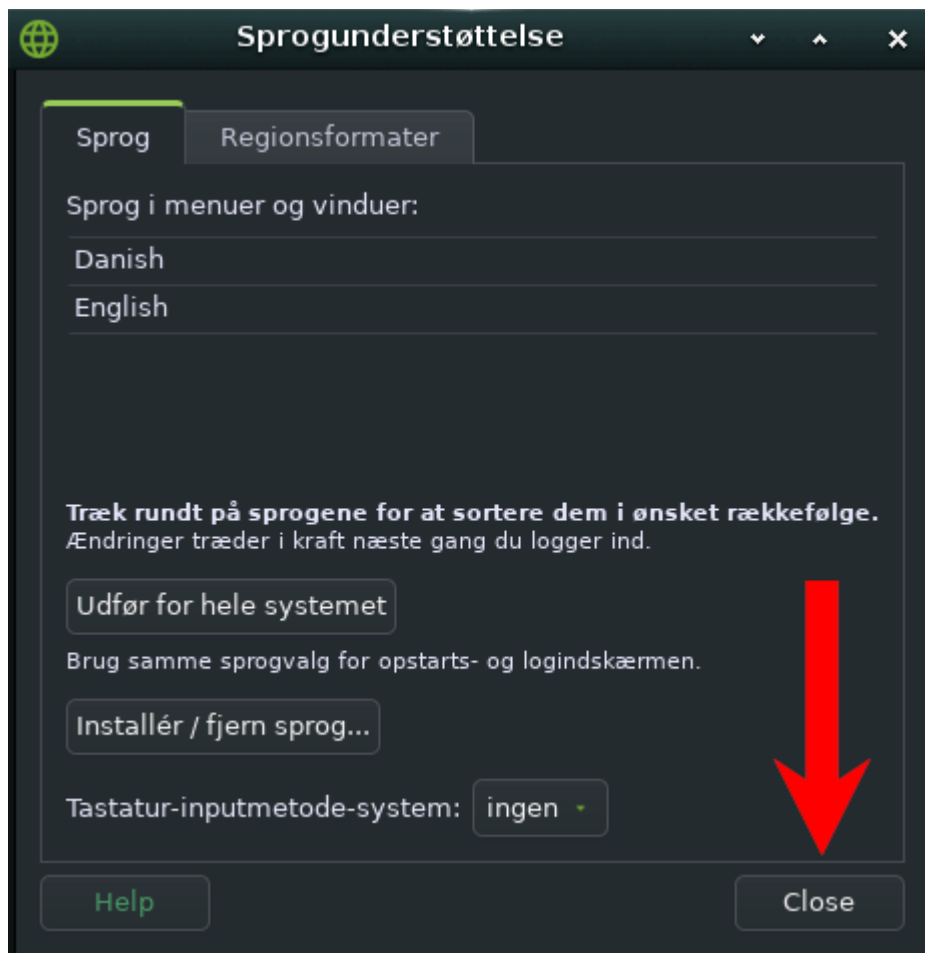 Sprogunderstøttelse
Sprog
Regionsformater
Sprog i menuer og vinduer:
Danish
English
Træk rundt på sprogene for at sortere dem i ønsket rækkefølge.
Ændringer træder i kraft næste gang du logger ind.
Udfør for hele systemet
Brug samme sprogvalg for opstarts- og logindskærmen.
Installér / fjern sprog...
Tastatur-inputmetode-system: ingen
Help
Close